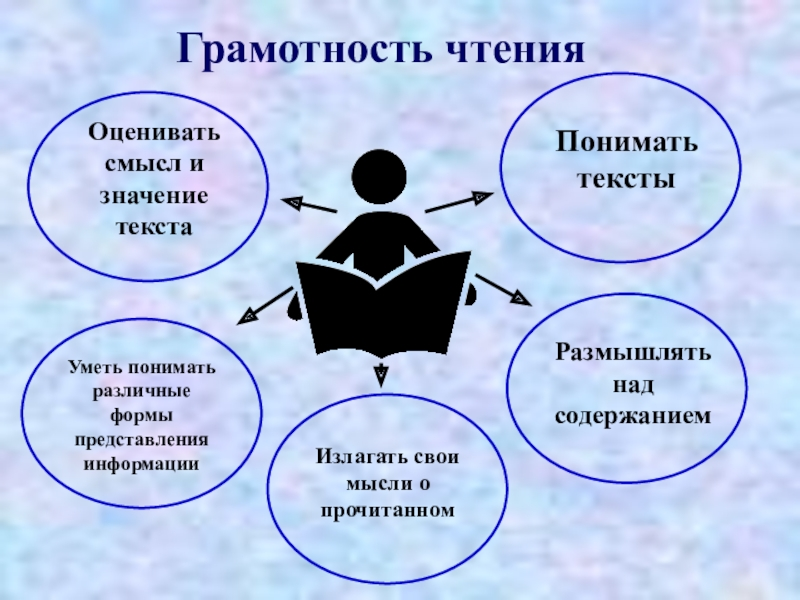 Грамотность чтения
Оценивать
смысл и
значение
текста
Понимать
тексты
Уметь понимать
различные
формы
представления
информации
Излагать свои
мысли о
прочитанном
Размышлять
над
содержанием